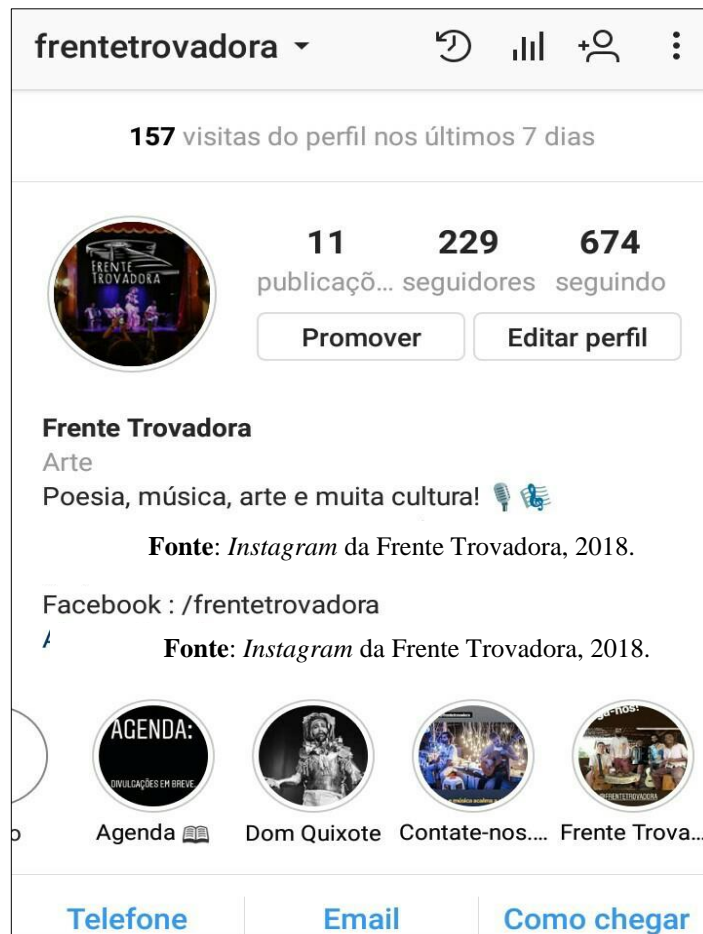 frentetrovadora
157 visitas do perfil nos últimos 7 dias
FRENTE
TROVADORA
11 229 674
publicaçõ... seguidores seguindo
Promover Editar perfil
Frente Trovadora
Arte
Poesia, música, arte e muita cultura!
Fonte: Instagram da Frente Trovadora, 2018.
Facebook : /frentetrovadora
Fonte: Instagram da Frente Trovadora, 2018.
AGENDA:
DIVULGAÇÕES EM BREVE
@FRENTETROVADORA
Agenda Dom Quixote Contate-nos.... Frente Trova...
Telefone Email Como chegar